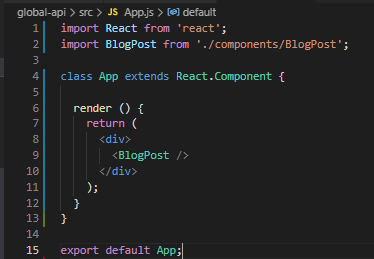 global-api > src > JS App.js > default
1 import React from 'react';
2 import BlogPost from './components/BlogPost';
3
4 class App extends React.Component {
5
6   render () {
7     return (
8       <div>
9         <BlogPost />
10       </div>
11     );
12   }
13 }
14
15 export default App;